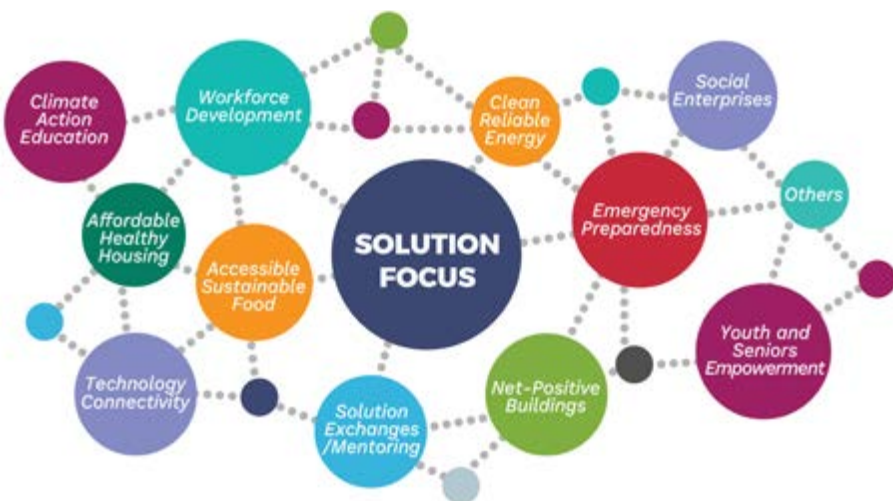 Climate
Action
Education
Workforce
Development
Clean
Reliable
Energy
Social
Enterprises
Affordable
Healthy
Housing
Accessible
Sustainable
Food
SOLUTION
FOCUS
Emergency
Preparedness
Others
Technology
Connectivity
Solution
Exchanges
/Mentoring
Net-Positive
Buildings
Youth and
Seniors
Empowerment